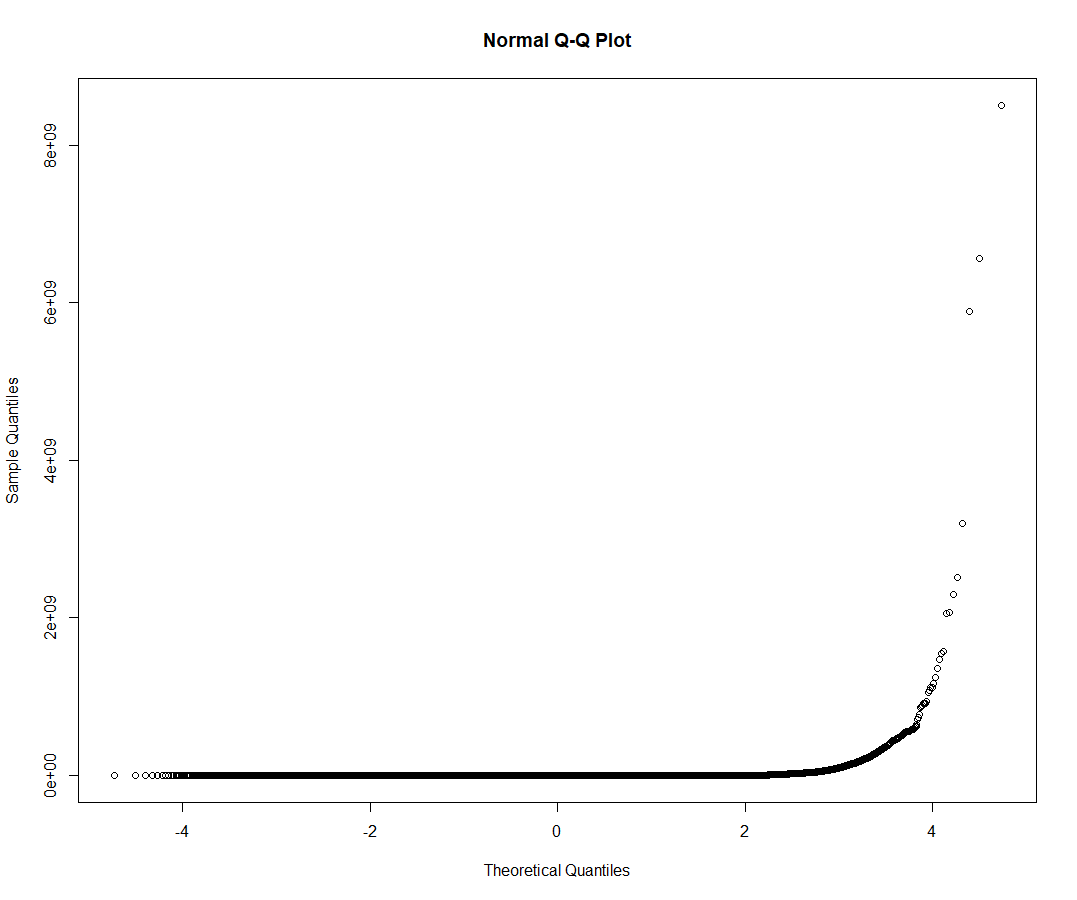 Normal Q-Q Plot
8e+09
6e+09
4e+09
2e+09
0e+00
Sample Quantiles
-4 -2 0 2 4
Theoretical Quantiles